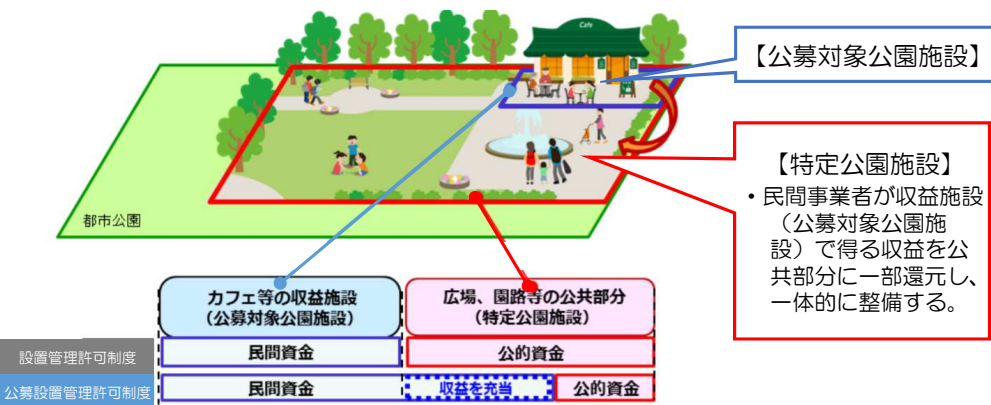 Cafe
【公募対象公園施設】
【特定公園施設】
・民間事業者が収益施設
（公募対象公園施
設）で得る収益を公
共部分に一部還元し、
一体的に整備する。
都市公園
カフェ等の収益施設
（公募対象公園施設）
広場、園路等の公共部分
（特定公園施設）
設置管理許可制度
民間資金
公的資金
公募設置管理許可制度
民間資金
収益を充当
公的資金